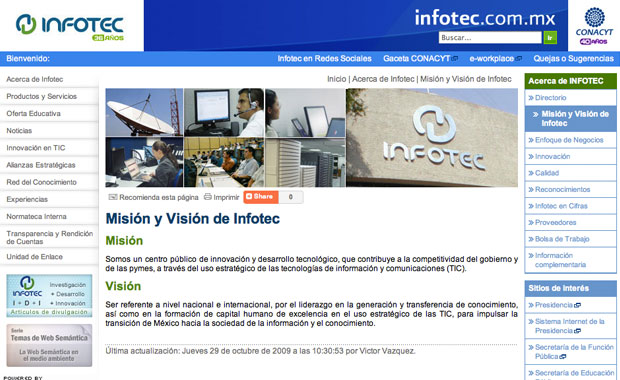 INFOTEC
36 AÑOS
infotec.com.mx
Buscar...
Ir
CONACYT
40 AÑOS
Bienvenido:
Infotec en Redes Sociales
Gaceta CONACYT
e-workplace
Quejas o Sugerencias
Acerca de Infotec
Productos y Servicios
Oferta Educativa
Noticias
Innovación en TIC
Alianzas Estratégicas
Red del Conocimiento
Experiencias
Normateca Interna
Transparencia y Rendición
de Cuentas
Unidad de Enlace
INFOTEC
I + D + I
Investigación
+ Desarrollo
+ Innovación
Artículos de divulgación
Serie
Temas de Web Semántica
La Web Semántica en
el medio ambiente
POWERED BY
Inicio | Acerca de Infotec | Misión y Visión de Infotec
INFOTEC
Recomienda esta página
Imprimir
Share
0
Misión y Visión de Infotec
Misión
Somos un centro público de innovación y desarrollo tecnológico, que contribuye a la competitividad del gobierno y
de las pymes, a través del uso estratégico de las tecnologías de información y comunicaciones (TIC).
Visión
Ser referente a nivel nacional e internacional, por el liderazgo en la generación y transferencia de conocimiento,
así como en la formación de capital humano de excelencia en el uso estratégico de las TIC, para impulsar la
transición de México hacia la sociedad de la información y el conocimiento.
Última actualización: Jueves 29 de octubre de 2009 a las 10:30:53 por Victor Vazquez.
Acerca de INFOTEC
Directorio
Misión y Visión de
Infotec
Enfoque de Negocios
Innovación
Calidad
Reconocimientos
Infotec en Cifras
Proveedores
Bolsa de Trabajo
Información
complementaria
Sitios de Interés
Presidencia
Sistema Internet de la
Presidencia
Secretaría de la Función
Pública
Secretaría de Educación